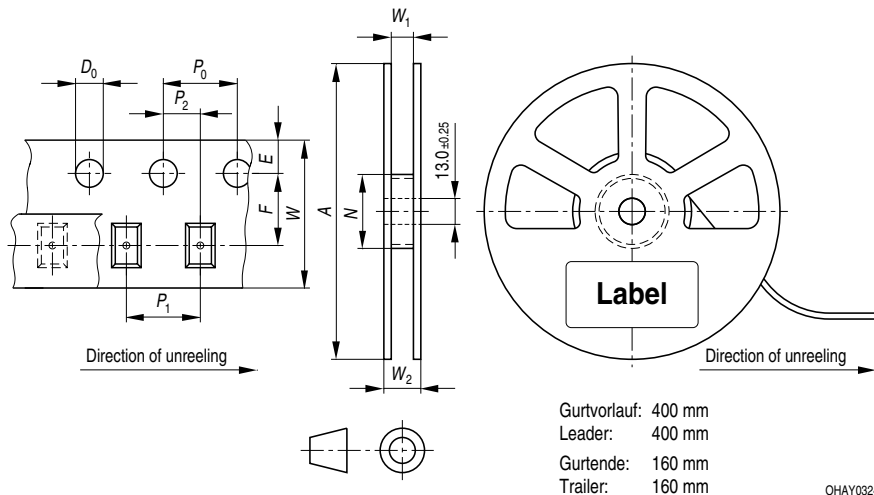 W1
D0
P0
P2
E
F
W
A
N
13.0 ±0.25
P1
W2
Label
Direction of unreeling
Direction of unreeling
Gurtvorlauf: 400 mm
Leader: 400 mm
Gurtende: 160 mm
Trailer: 160 mm